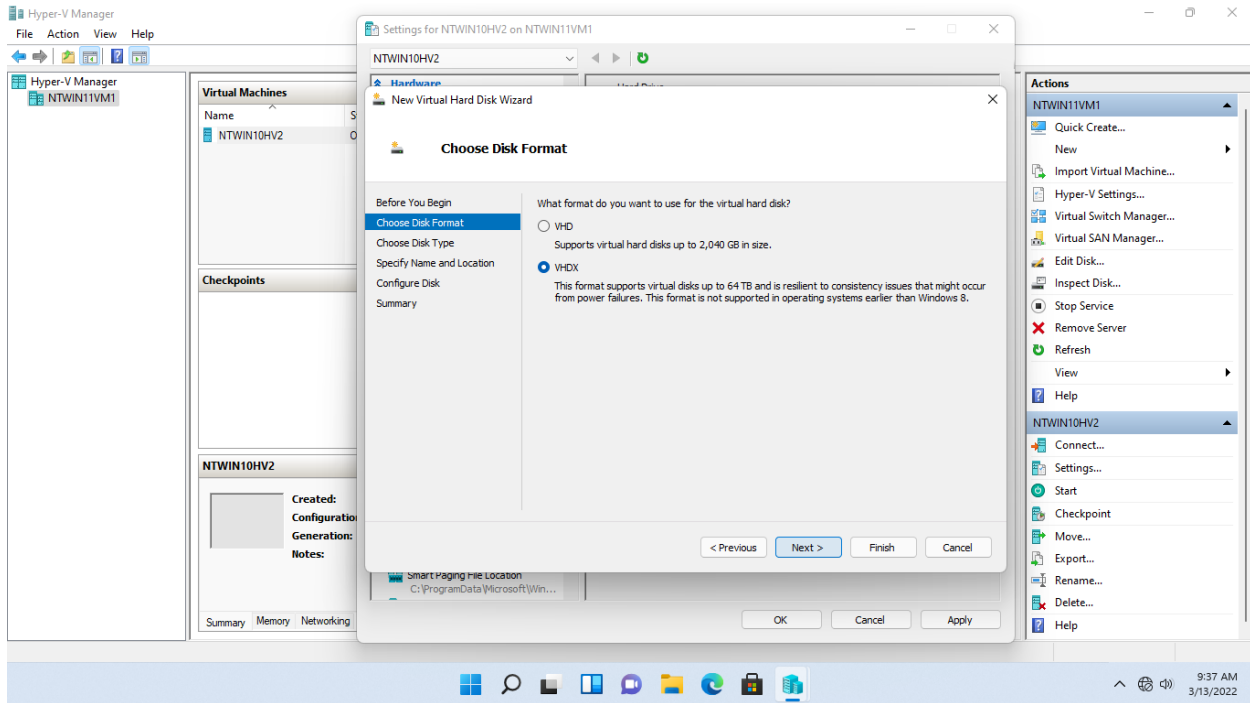 Hyper-V Manager
File Action View Help
Hyper-V Manager
NTWIN11VM1
Virtual Machines
Name
NTWIN10HV2
Checkpoints
NTWIN10HV2
Created:
Generation:
Notes:
Summary Memory Networking
Settings for NTWIN10HV2 on NTWIN11VM1
NTWIN10HV2
Hardware
Hard Drive
New Virtual Hard Disk Wizard
Choose Disk Format
Before You Begin
Choose Disk Format
Choose Disk Type
Specify Name and Location
Configure Disk
Summary
What format do you want to use for the virtual hard disk?
VHD
Supports virtual hard disks up to 2,040 GB in size.
VHDX
This format supports virtual disks up to 64 TB and is resilient to consistency issues that might occur
from power failures. This format is not supported in operating systems earlier than Windows 8.
< Previous Next > Finish Cancel
Smart Paging File Location
C:\ProgramData\Microsoft\Win...
OK Cancel Apply
Actions
NTWIN11VM1
Quick Create...
New
Import Virtual Machine...
Hyper-V Settings...
Virtual Switch Manager...
Virtual SAN Manager...
Edit Disk...
Inspect Disk...
Stop Service
Remove Server
Refresh
View
Help
NTWIN10HV2
Connect...
Settings...
Start
Checkpoint
Move...
Export...
Rename...
Delete...
Help
9:37 AM
3/13/2022